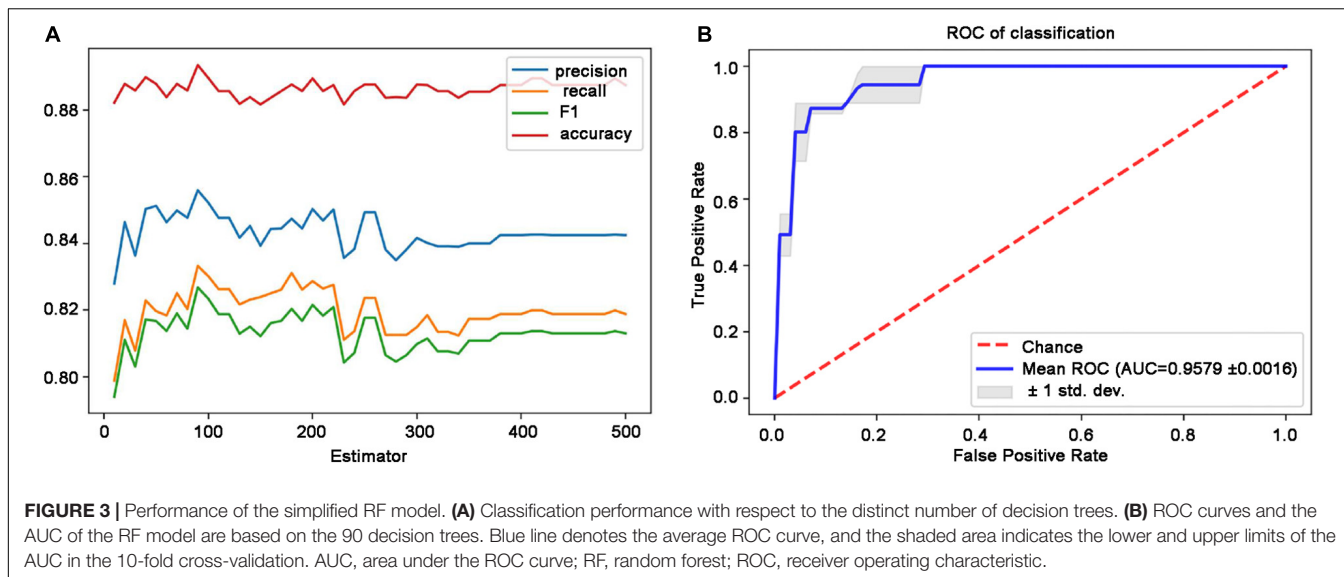 A
precision
recall
F1
accuracy
0.88
0.86
0.84
0.82
0.80
0
100
200
300
400
500
Estimator
B
ROC of classification
1.0
0.8
0.6
0.4
0.2
0.0
True Positive Rate
Chance
Mean ROC (AUC=0.9579 ±0.0016)
± 1 std. dev.
0.0
0.2
0.4
0.6
0.8
1.0
False Positive Rate
FIGURE 3 | Performance of the simplified RF model. (A) Classification performance with respect to the distinct number of decision trees. (B) ROC curves and the
AUC of the RF model are based on the 90 decision trees. Blue line denotes the average ROC curve, and the shaded area indicates the lower and upper limits of the
AUC in the 10-fold cross-validation. AUC, area under the ROC curve; RF, random forest; ROC, receiver operating characteristic.